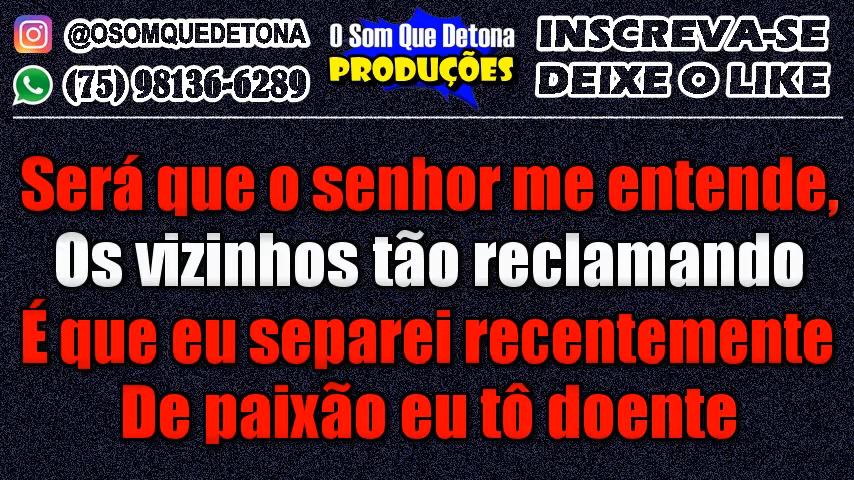 @OSOMQUEDETONA
(75) 98136-6289
O Som Que Detona
PRODUÇÕES
INSCREVA-SE
DEIXE O LIKE
Será que o senhor me entende,
Os vizinhos tão reclamando
É que eu separei recentemente
De paixão eu tô doente